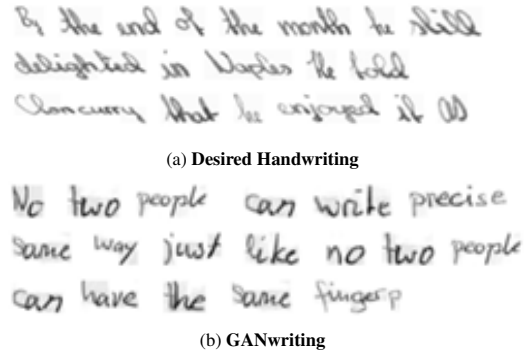 By the end of the month he still
delighted in Naples He told
Cloncurry that he enjoyed it as
(a) Desired Handwriting
No two people can write precise
same way just like no two people
can have the same fingerp
(b) GANwriting